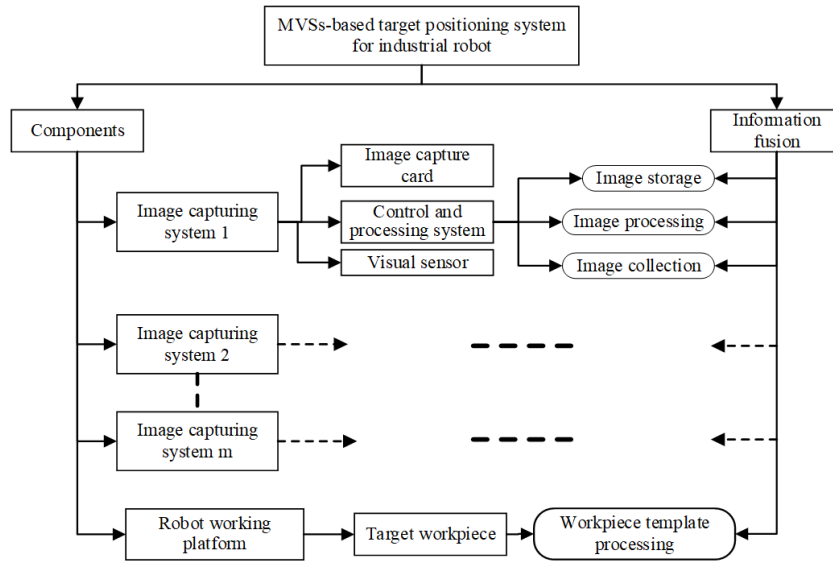 MVSs-based target positioning system
for industrial robot
Components
Information
fusion
Image capture
card
Image storage
Image capturing
system 1
Control and
processing system
Image processing
Visual sensor
Image collection
Image capturing
system 2
Image capturing
system m
Robot working
platform
Target workpiece
Workpiece template
processing